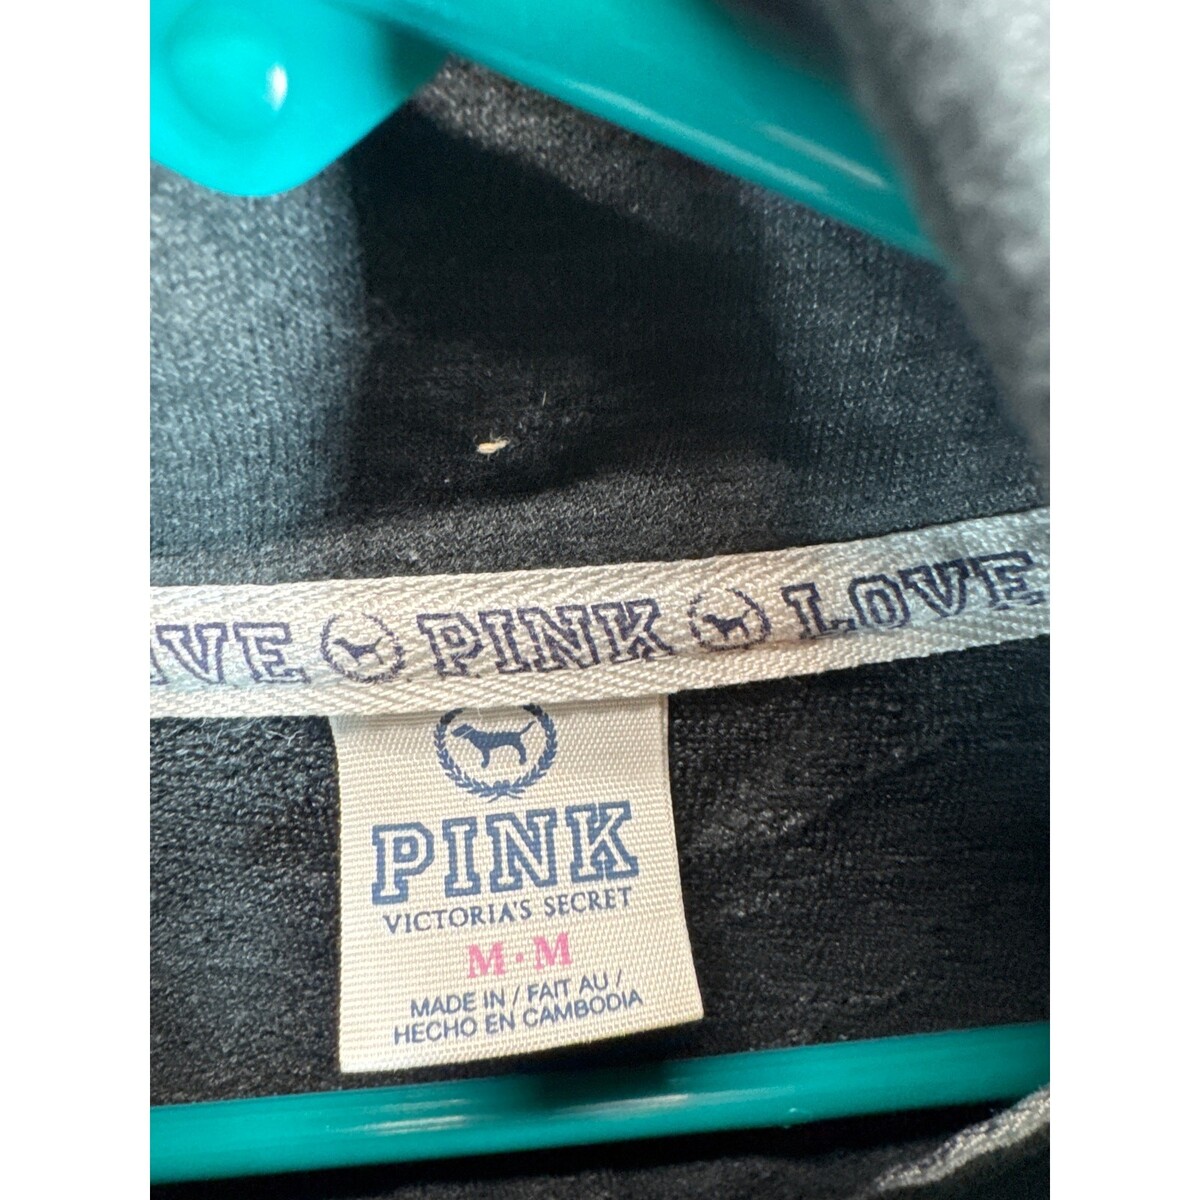 VE PINK LOVE
PINK
VICTORIA'S SECRET
M·M
MADE IN / FAIT AU /
HECHO EN CAMBODIA